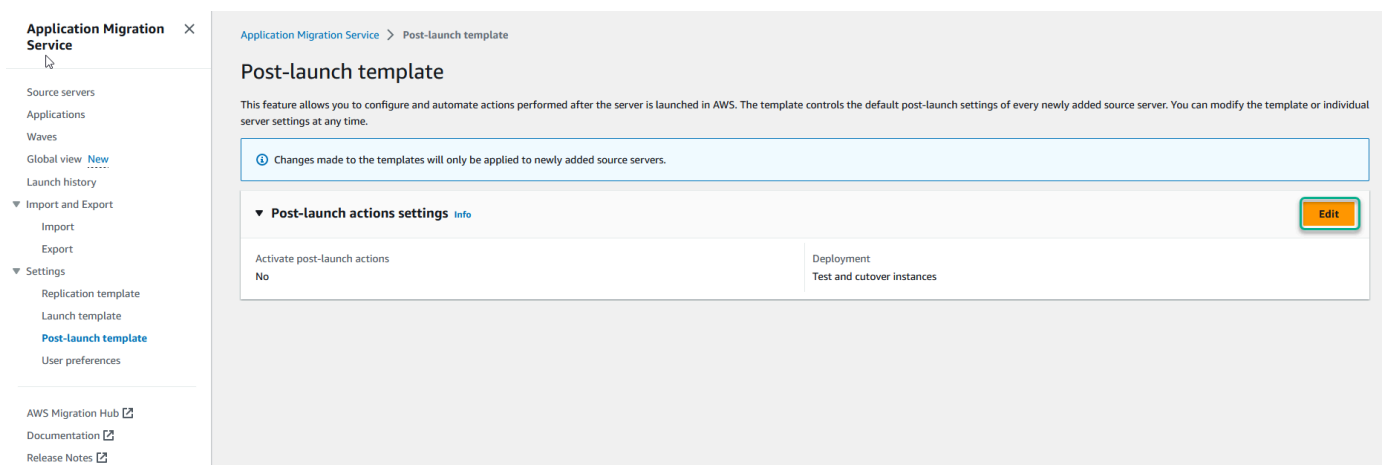 Application Migration
Service
Source servers
Applications
Waves
Global view New
Launch history
Import and Export
Import
Export
Settings
Replication template
Launch template
Post-launch template
User preferences
AWS Migration Hub
Documentation
Release Notes
Application Migration Service > Post-launch template
Post-launch template
This feature allows you to configure and automate actions performed after the server is launched in AWS. The template controls the default post-launch settings of every newly added source server. You can modify the template or individual
server settings at any time.
Changes made to the templates will only be applied to newly added source servers.
Post-launch actions settings Info
Edit
Activate post-launch actions
No
Deployment
Test and cutover instances